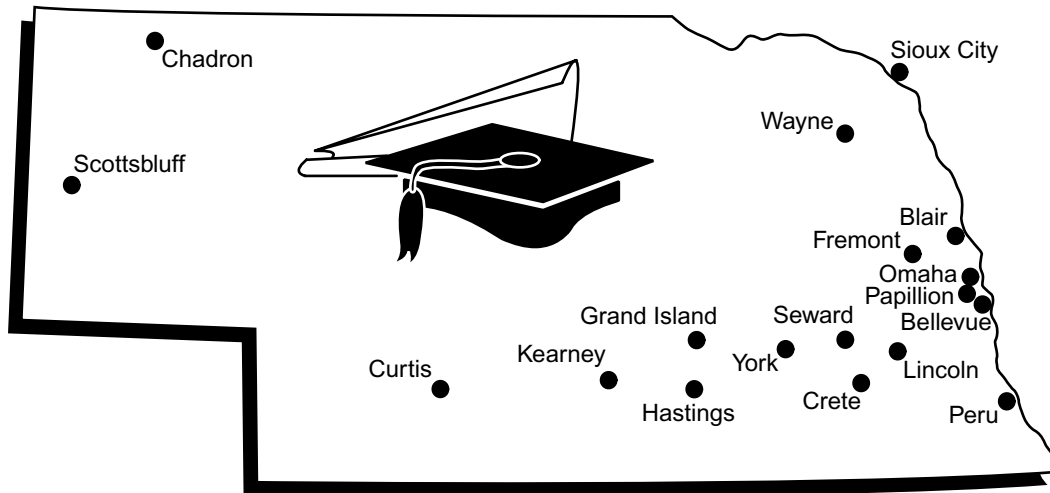 Sioux City
Chadron
Wayne
Scottsbluff
Blair
Fremont
Omaha
Papillion
Grand Island
Seward
Bellevue
Kearney
York
Curtis
Lincoln
Crete
Hastings
Peru